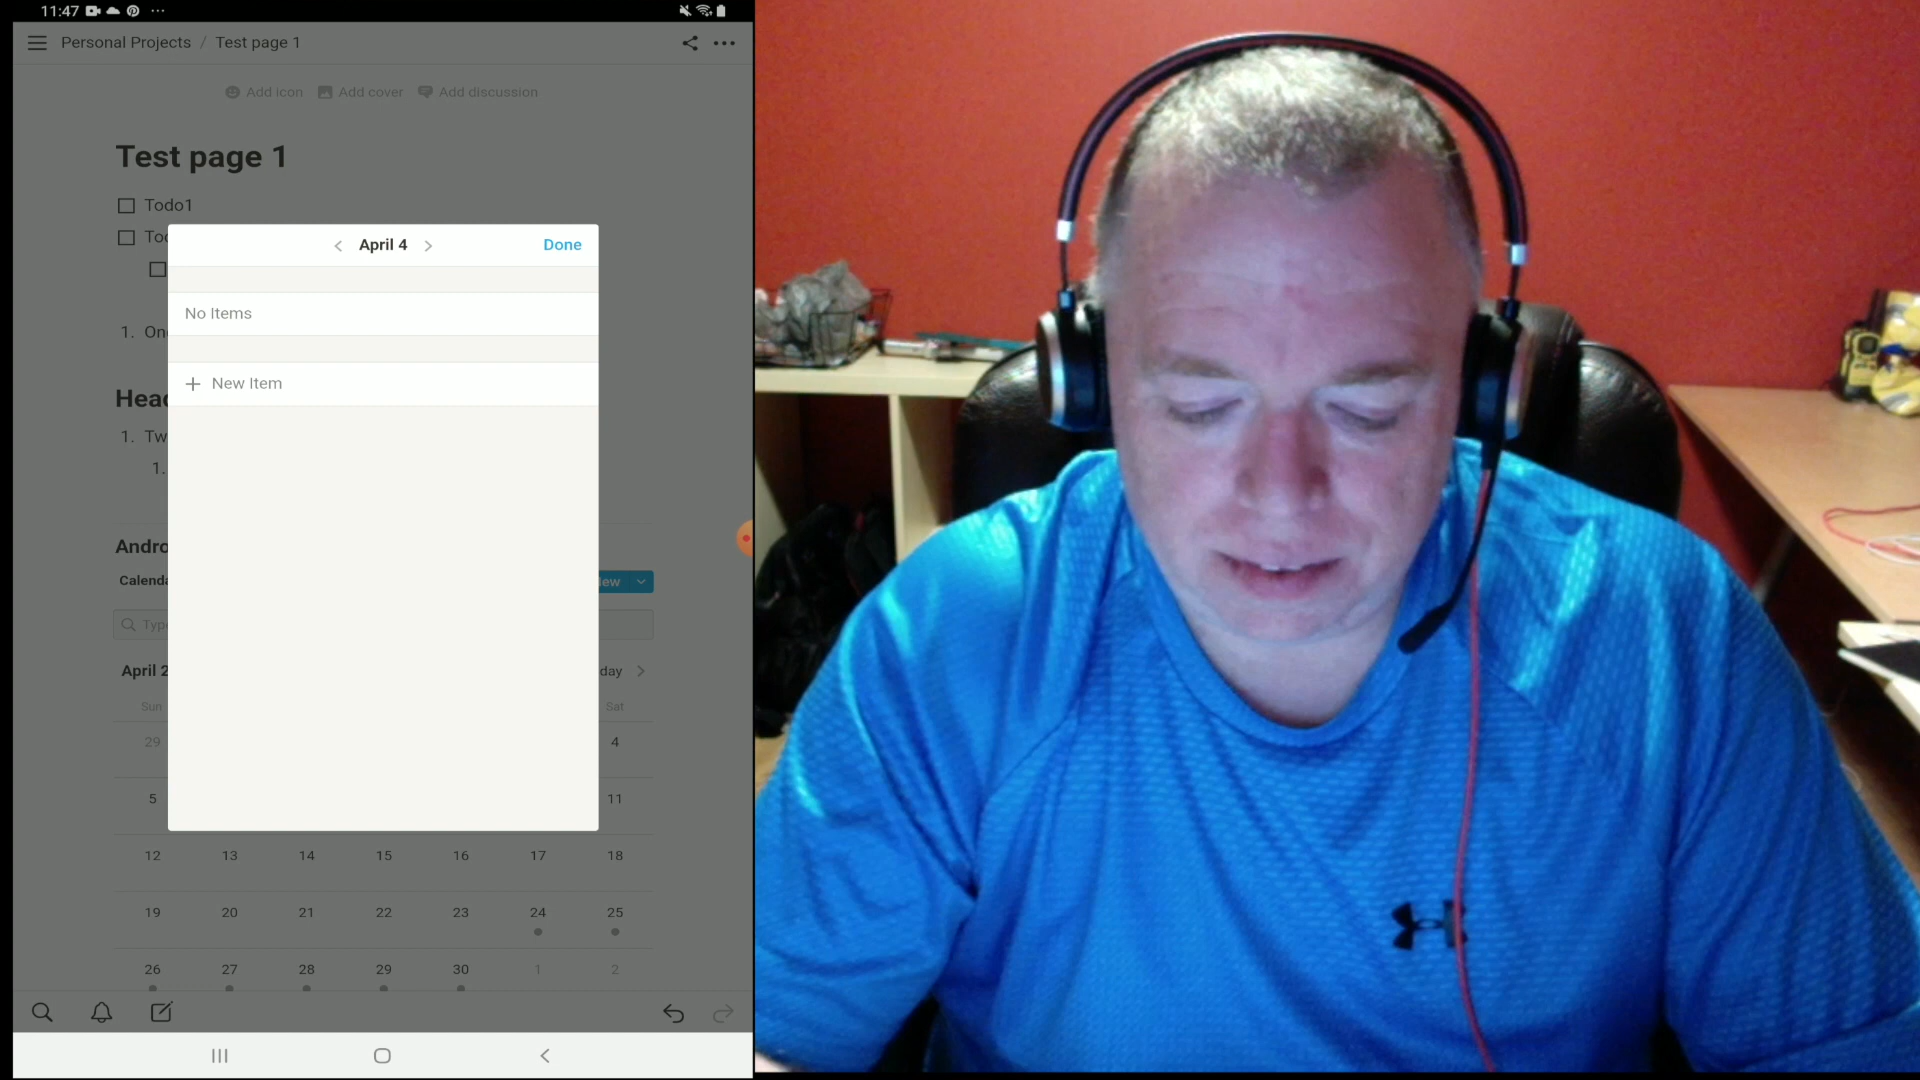 11:47
Personal Projects / Test page 1
Add icon Add cover Add discussion
Test page 1
Todo1
April 4 Done
No Items
+ New Item
1.
1.
1.
April 2
Sun Sat
29 4
5 11
12 13 14 15 16 17 18
19 20 21 22 23 24 25
26 27 28 29 30 1 2